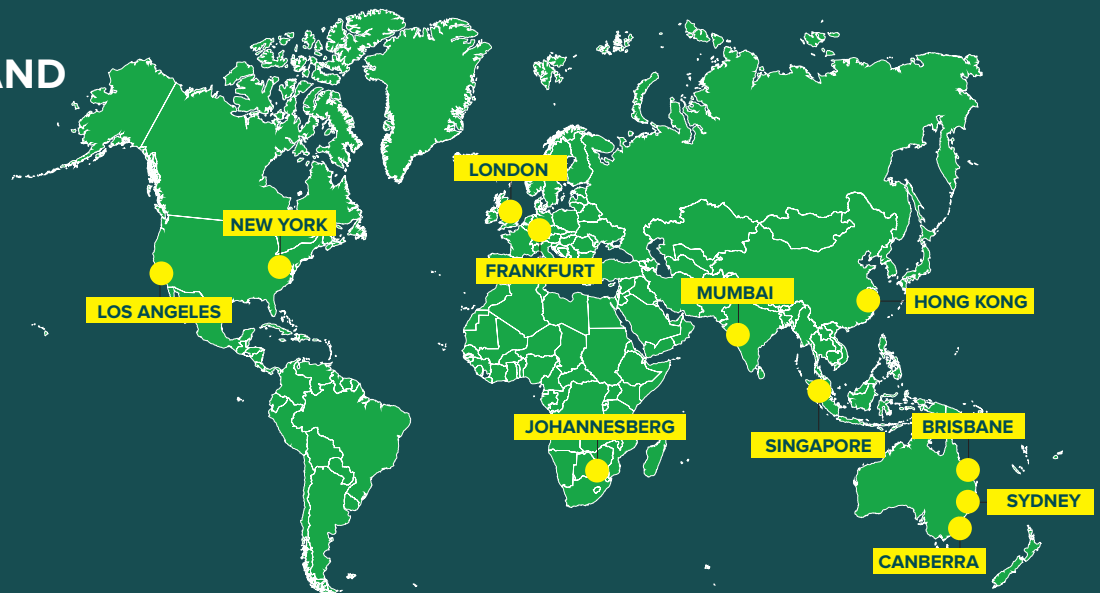 AND
LONDON
NEW YORK
FRANKFURT
MUMBAI
HONG KONG
LOS ANGELES
JOHANNESBERG
BRISBANE
SINGAPORE
SYDNEY
CANBERRA